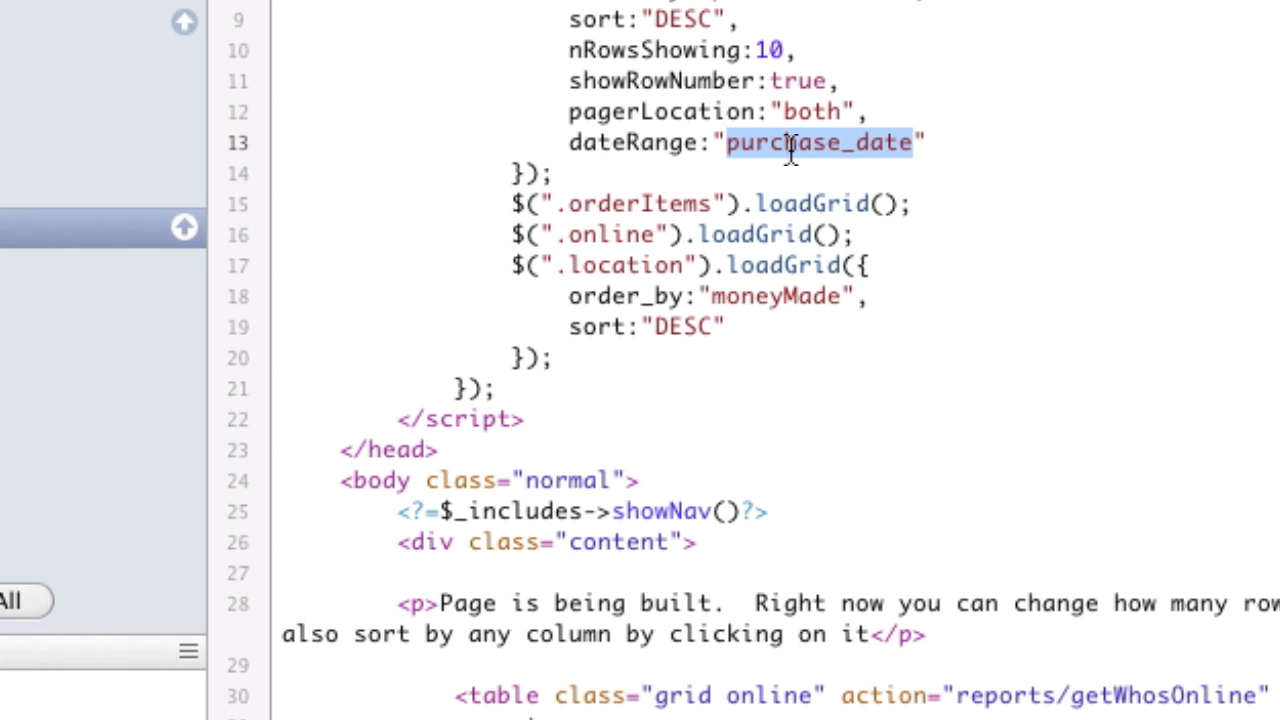 9 sort:"DESC",
10 nRowsShowing:10,
11 showRowNumber:true,
12 pagerLocation:"both",
13 dateRange:"purchase_date"
14 });
15 $(".orderItems").loadGrid();
16 $(".online").loadGrid();
17 $(".location").loadGrid({
18 order_by:"moneyMade",
19 sort:"DESC"
20 });
21 });
22 </script>
23 </head>
24 <body class="normal">
25 <?=$_includes->showNav()?>
26 <div class="content">
27
All
28 <p>Page is being built.  Right now you can change how many row
also sort by any column by clicking on it</p>
29
30 <table class="grid online" action="reports/getWhosOnline"